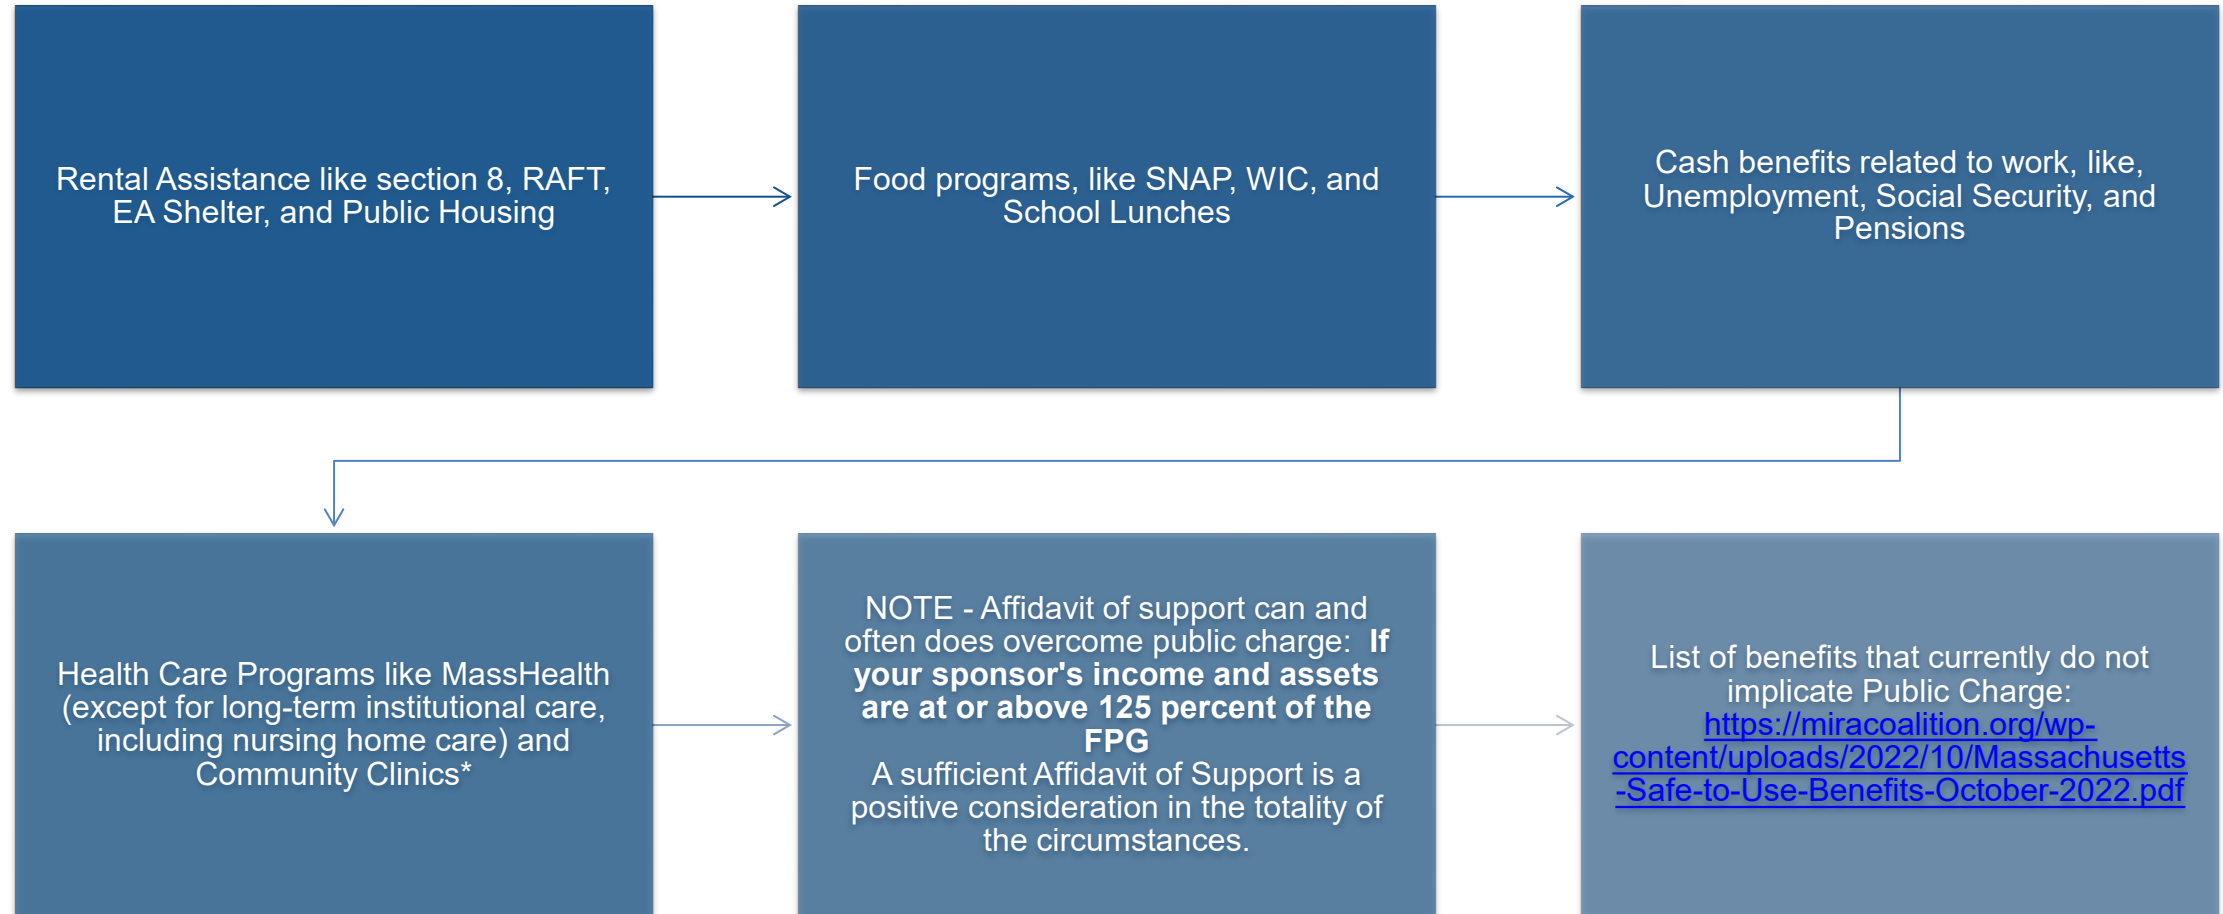 Rental Assistance like section 8, RAFT,
EA Shelter, and Public Housing
Food programs, like SNAP, WIC, and
School Lunches
Cash benefits related to work, like,
Unemployment, Social Security, and
Pensions
Health Care Programs like MassHealth
(except for long-term institutional care,
including nursing home care) and
Community Clinics*
NOTE - Affidavit of support can and
often does overcome public charge:  If
your sponsor's income and assets
are at or above 125 percent of the
FPG
A sufficient Affidavit of Support is a
positive consideration in the totality of
the circumstances.
List of benefits that currently do not
implicate Public Charge:
https://miracoalition.org/wp-
content/uploads/2022/10/Massachusetts
-Safe-to-Use-Benefits-October-2022.pdf